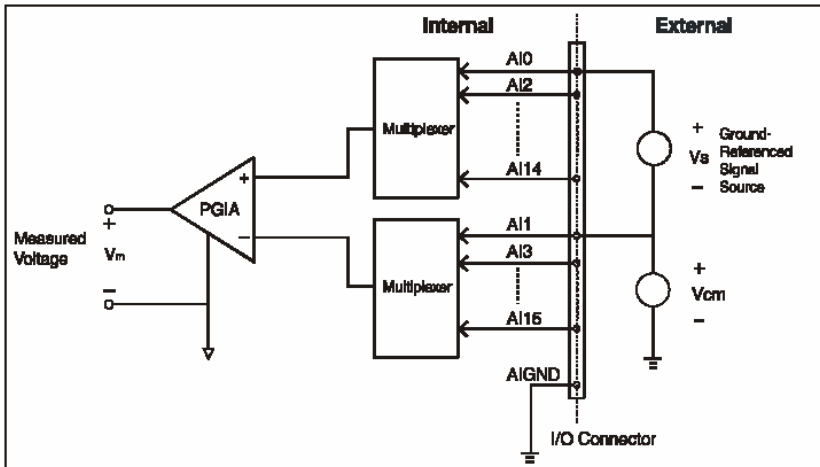 Internal
External
AI0
AI2
Multiplexer
AI14
+
PGIA
−
AI1
AI3
Multiplexer
AI15
AIGND
I/O Connector
Measured
Voltage
+
Vm
−
+
Vs
−
Ground-
Referenced
Signal
Source
+
Vcm
−